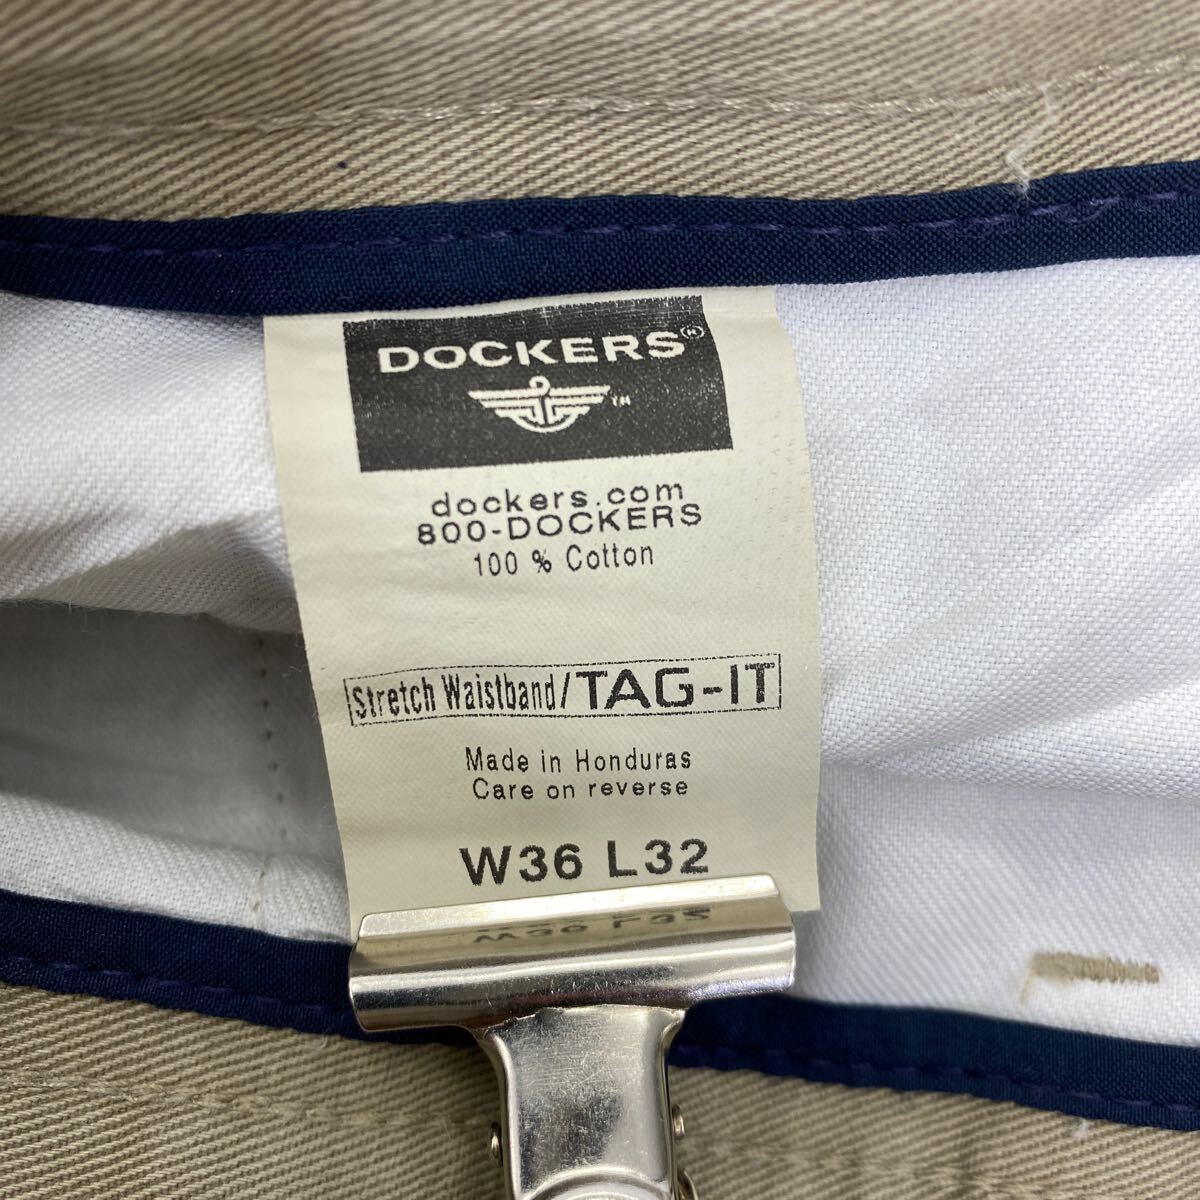 DOCKERS®
TM
dockers.com
800-DOCKERS
100 % Cotton
Stretch Waistband/TAG-IT
Made in Honduras
Care on reverse
W36 L32